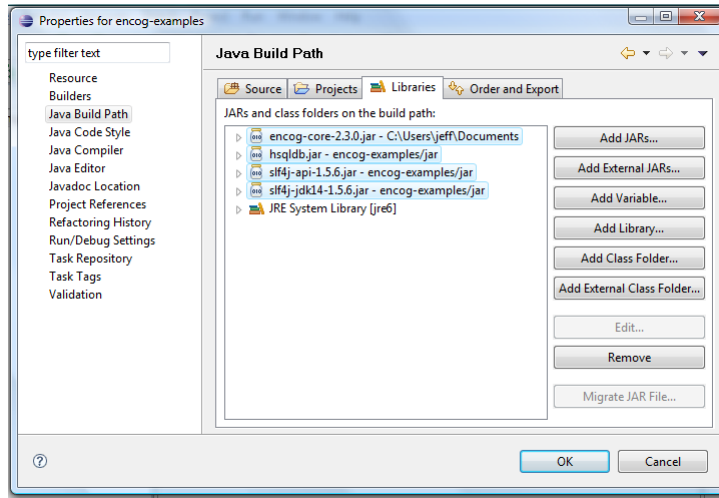 Properties for encog-examples
type filter text
Resource
Builders
Java Build Path
Java Code Style
Java Compiler
Java Editor
Javadoc Location
Project References
Refactoring History
Run/Debug Settings
Task Repository
Task Tags
Validation
Java Build Path
Source Projects Libraries Order and Export
JARs and class folders on the build path:
encog-core-2.3.0.jar - C:\Users\jeff\Documents
hsqldb.jar - encog-examples/jar
slf4j-api-1.5.6.jar - encog-examples/jar
slf4j-jdk14-1.5.6.jar - encog-examples/jar
JRE System Library [jre6]
Add JARs...
Add External JARs...
Add Variable...
Add Library...
Add Class Folder...
Add External Class Folder...
Edit...
Remove
Migrate JAR File...
OK Cancel